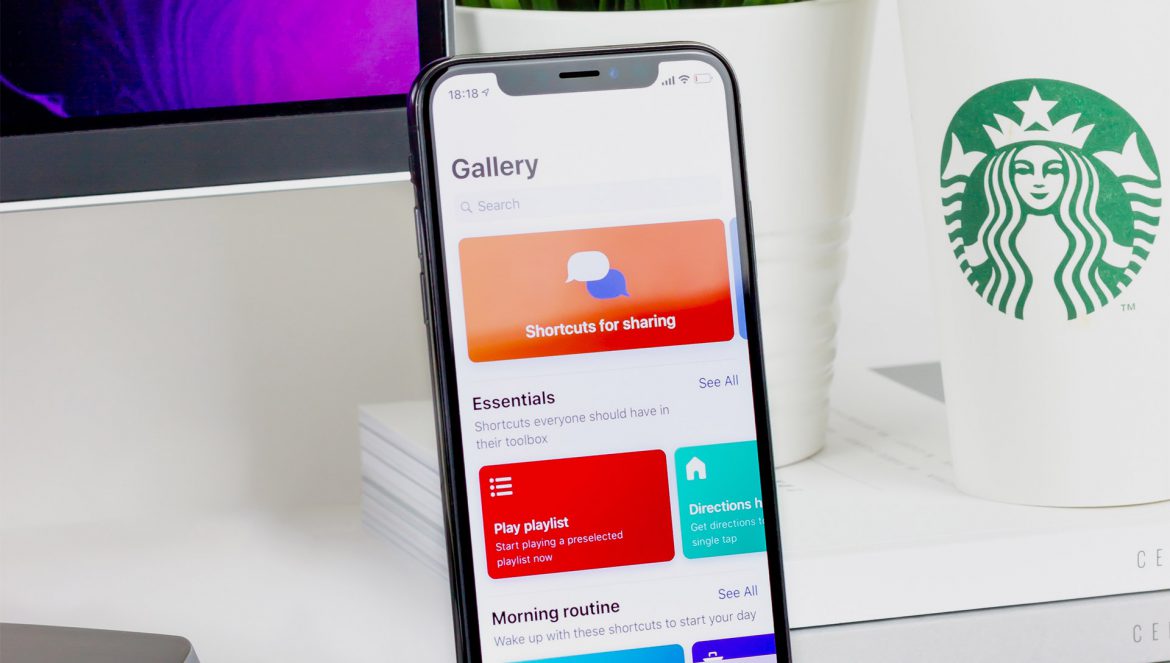 18:18
Gallery
Search
Shortcuts for sharing
Essentials
See All
Shortcuts everyone should have in
their toolbox
Play playlist
Start playing a preselected
playlist now
Directions h
Get directions to
single tap
Morning routine
See All
Wake up with these shortcuts to start your day
TM
CE
CE